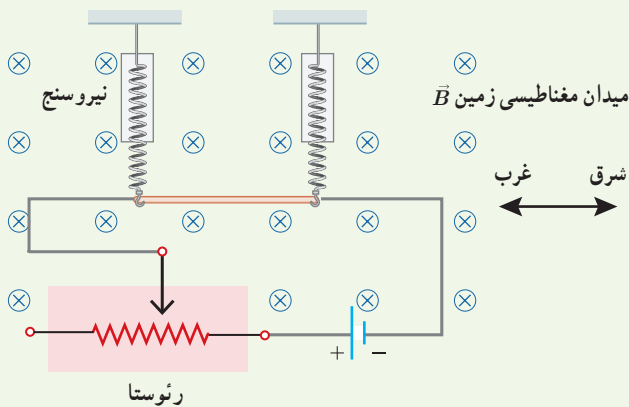 نیروسنج
میدان مغناطیسی زمین B⃗
غرب
شرق
+
−
رئوستا